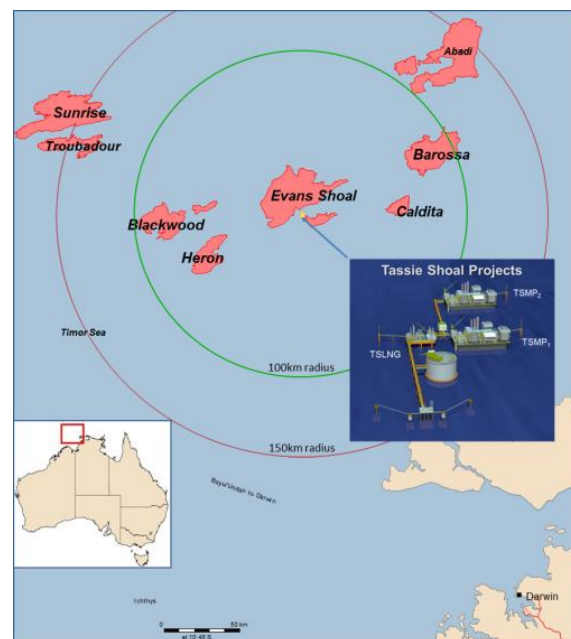 Abadi
Sunrise
Troubadour
Barossa
Evans Shoal
Caldita
Blackwood
Heron
Tassie Shoal Projects
TSMP2
TSLNG
TSMP1
Timor Sea
100km radius
150km radius
Bayu/Undan to Darwin
Ichthys
Darwin
0
50 km